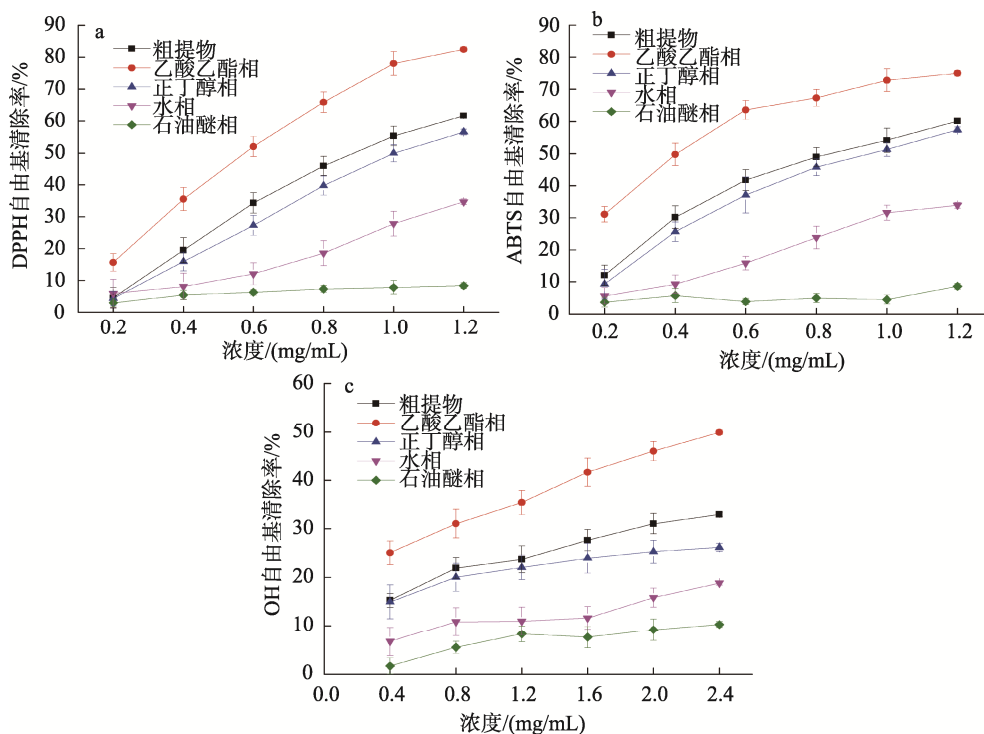 a
粗提物
乙酸乙酯相
正丁醇相
水相
石油醚相
DPPH自由基清除率/%
90
80
70
60
50
40
30
20
10
0
0.2 0.4 0.6 0.8 1.0 1.2
浓度/(mg/mL)
b
粗提物
乙酸乙酯相
正丁醇相
水相
石油醚相
ABTS自由基清除率/%
90
80
70
60
50
40
30
20
10
0
0.2 0.4 0.6 0.8 1.0 1.2
浓度/(mg/mL)
c
粗提物
乙酸乙酯相
正丁醇相
水相
石油醚相
OH自由基清除率/%
60
50
40
30
20
10
0
0.0 0.4 0.8 1.2 1.6 2.0 2.4
浓度/(mg/mL)